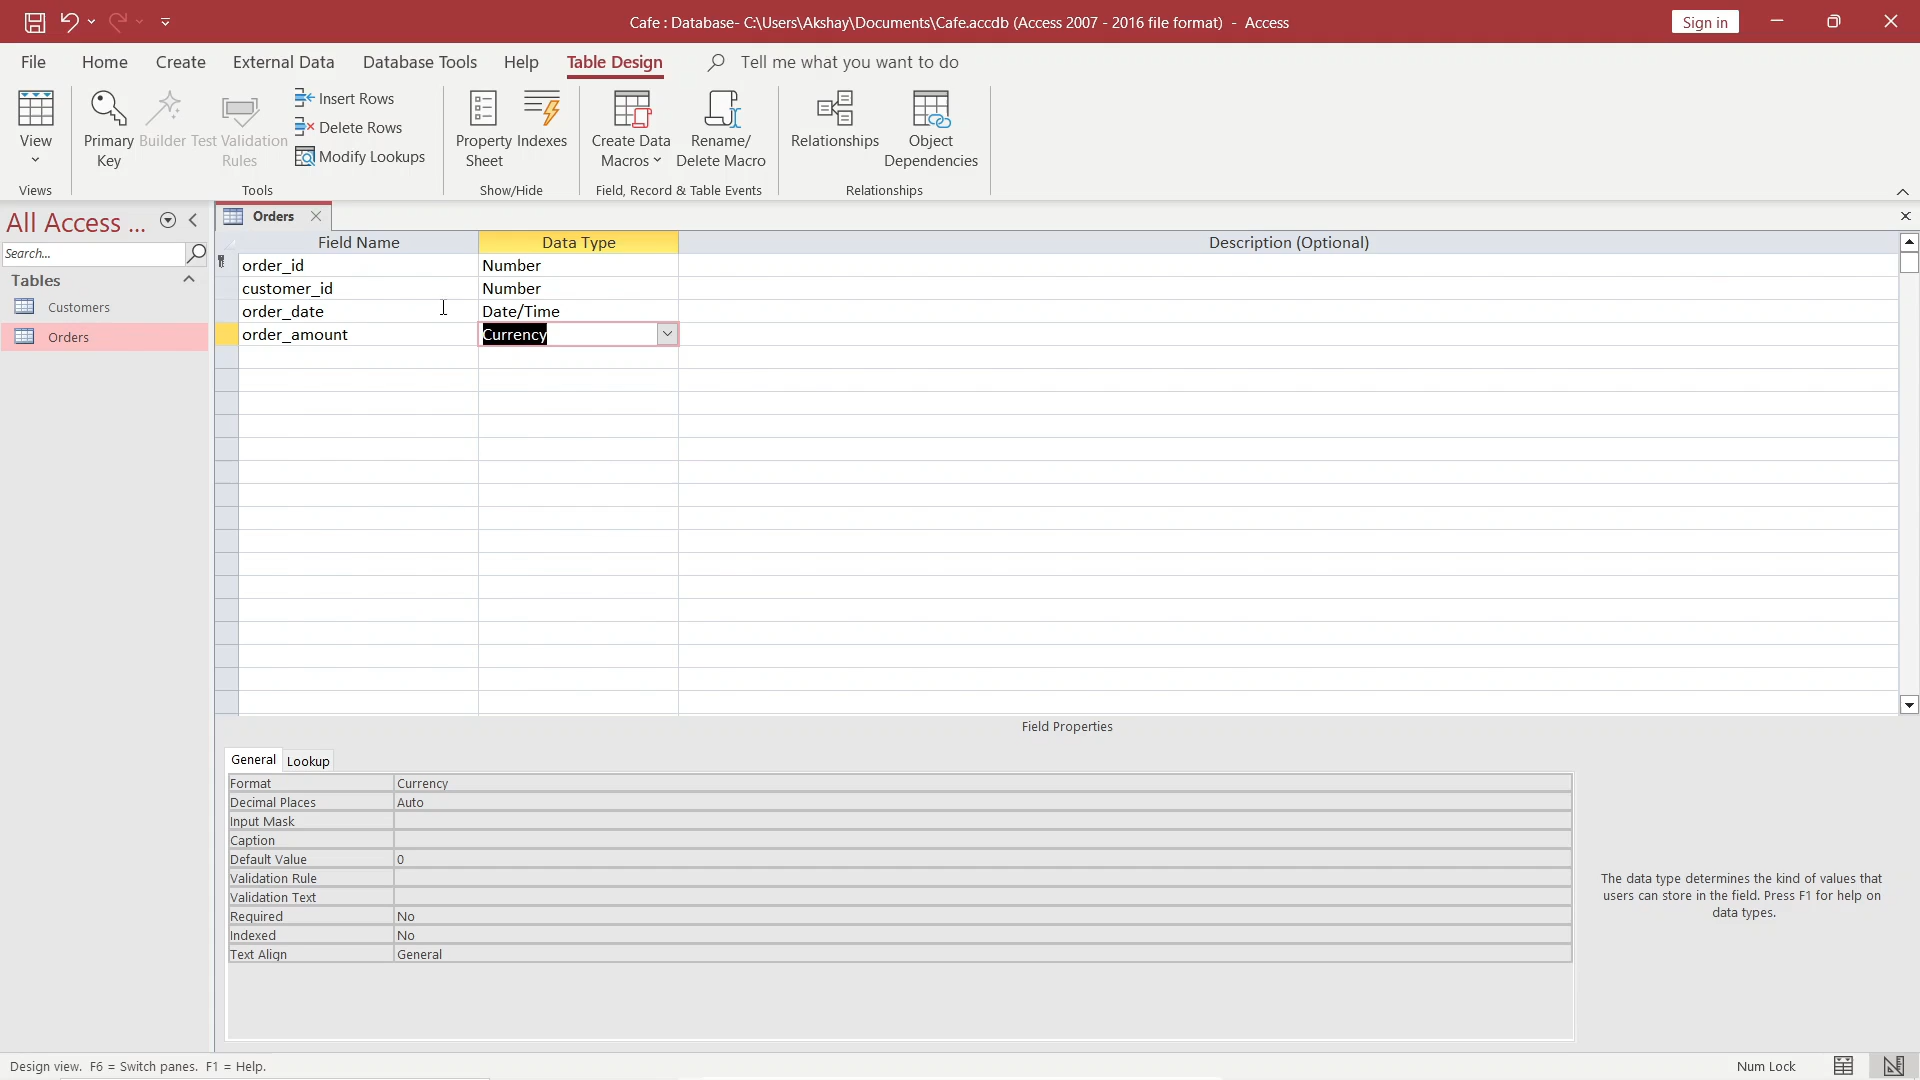 Cafe : Database- C:\Users\Akshay\Documents\Cafe.accdb (Access 2007 - 2016 file format) - Access
Sign in
File Home Create External Data Database Tools Help Table Design Tell me what you want to do
View
Primary Key
Builder
Test Validation Rules
Insert Rows
Delete Rows
Modify Lookups
Property Sheet
Indexes
Create Data Macros
Rename/ Delete Macro
Relationships
Object Dependencies
Views
Tools
Show/Hide
Field, Record & Table Events
Relationships
All Access ...
Search...
Tables
Customers
Orders
Orders
Field Name Data Type Description (Optional)
order_id Number
customer_id Number
order_date Date/Time
order_amount Currency
Field Properties
General Lookup
Format Currency
Decimal Places Auto
Input Mask
Caption
Default Value 0
Validation Rule
Validation Text
Required No
Indexed No
Text Align General
The data type determines the kind of values that
users can store in the field. Press F1 for help on
data types.
Design view. F6 = Switch panes. F1 = Help.
Num Lock